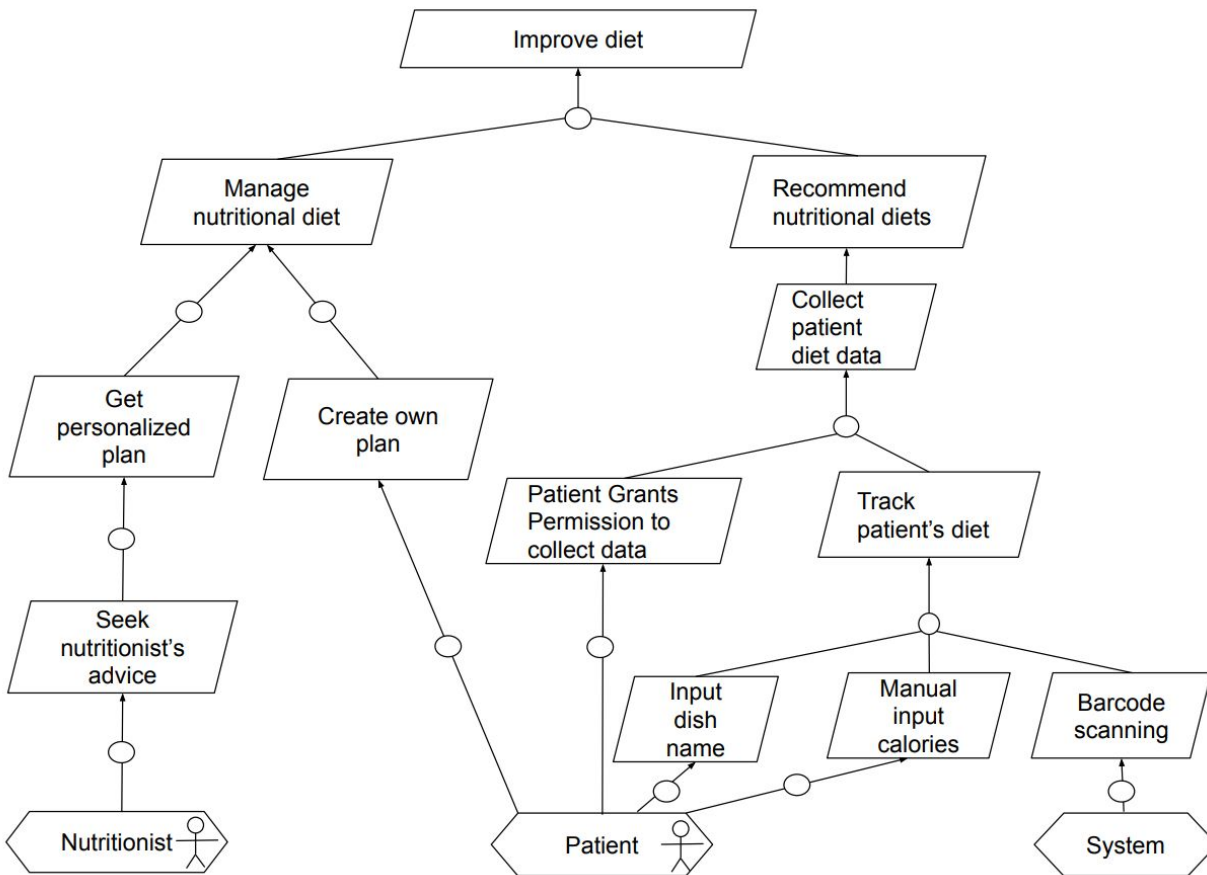 Improve diet
Manage
nutritional diet
Recommend
nutritional diets
Collect
patient
diet data
Get
personalized
plan
Create own
plan
Patient Grants
Permission to
collect data
Track
patient's diet
Seek
nutritionist's
advice
Input
dish
name
Manual
input
calories
Barcode
scanning
Nutritionist
Patient
System